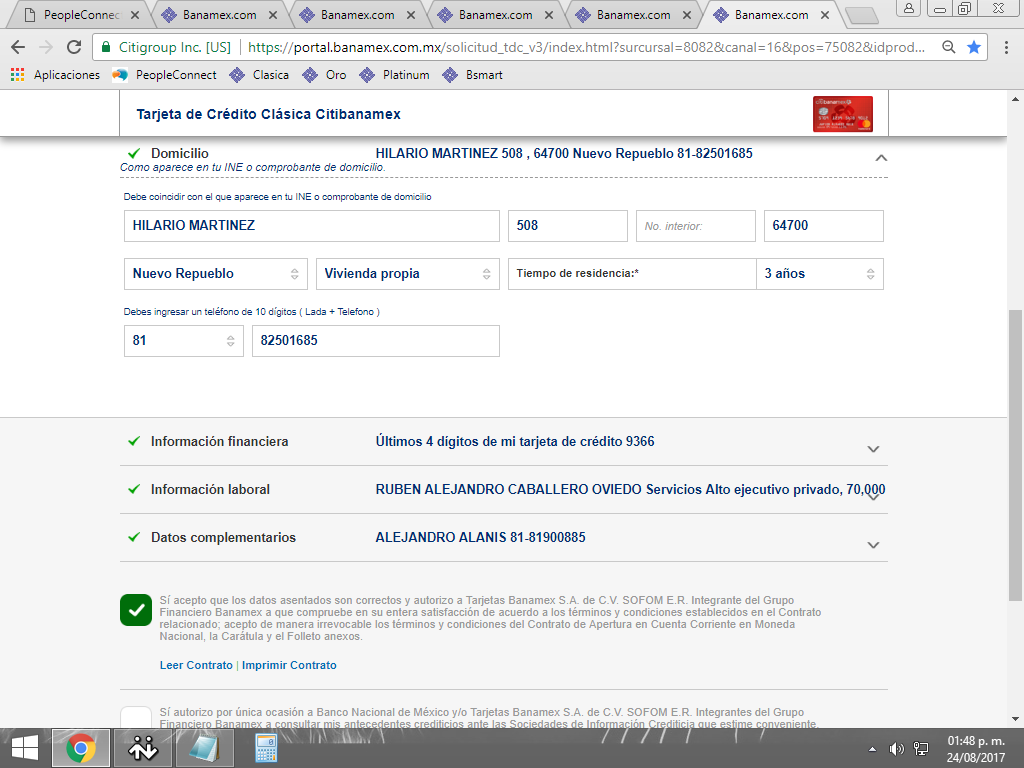 PeopleConnec
Banamex.com
Banamex.com
Banamex.com
Banamex.com
Banamex.com
Citigroup Inc. [US] https://portal.banamex.com.mx/solicitud_tdc_v3/index.html?surcursal=8082&canal=16&pos=75082&idprod...
Aplicaciones PeopleConnect Clasica Oro Platinum Bsmart
Tarjeta de Crédito Clásica Citibanamex
Domicilio HILARIO MARTINEZ 508 , 64700 Nuevo Repueblo 81-82501685
Como aparece en tu INE o comprobante de domicilio.
Debe coincidir con el que aparece en tu INE o comprobante de domicilio
HILARIO MARTINEZ 508 No. interior: 64700
Nuevo Repueblo Vivienda propia Tiempo de residencia:* 3 años
Debes ingresar un teléfono de 10 dígitos ( Lada + Telefono )
81 82501685
Información financiera Últimos 4 dígitos de mi tarjeta de crédito 9366
Información laboral RUBEN ALEJANDRO CABALLERO OVIEDO Servicios Alto ejecutivo privado, 70,000
Datos complementarios ALEJANDRO ALANIS 81-81900885
Sí acepto que los datos asentados son correctos y autorizo a Tarjetas Banamex S.A. de C.V. SOFOM E.R. Integrante del Grupo
Financiero Banamex a que compruebe en su entera satisfacción de acuerdo a los términos y condiciones establecidos en el Contrato
relacionado; acepto de manera irrevocable los términos y condiciones del Contrato de Apertura en Cuenta Corriente en Moneda
Nacional, la Carátula y el Folleto anexos.
Leer Contrato | Imprimir Contrato
Sí autorizo por única ocasión a Banco Nacional de México y/o Tarjetas Banamex S.A. de C.V. SOFOM E.R. Integrantes del Grupo
Financiero Banamex a consultar mis antecedentes crediticios ante las Sociedades de Información Crediticia que estime conveniente,
01:48 p. m.
24/08/2017